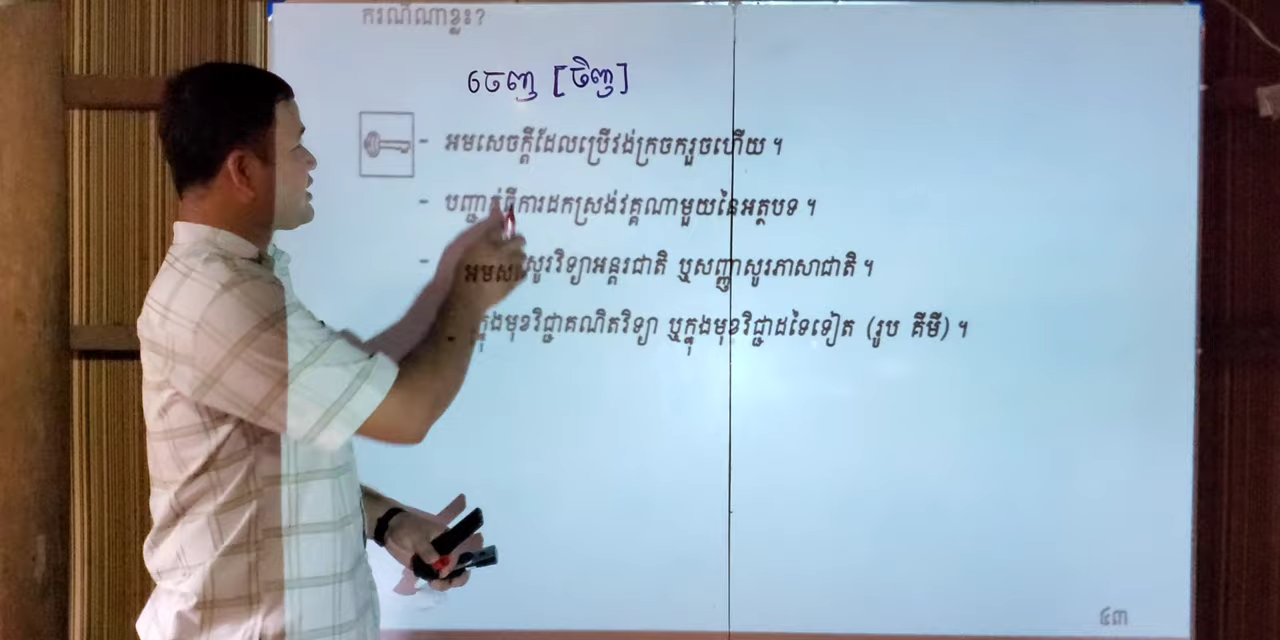 ករណីណាខ្លះ?
ចេញ [ចិញ]
- អមសេចក្ដីដែលប្រើវង់ក្រចករួចហើយ ។
- បញ្ជាក់ពីការដកស្រង់វគ្គណាមួយនៃអត្ថបទ ។
- អមសញ្ញាសូរវិទ្យាអន្តរជាតិ ឬសញ្ញាសូរភាសាជាតិ ។
- ក្នុងមុខវិជ្ជាគណិតវិទ្យា ឬក្នុងមុខវិជ្ជាដទៃទៀត (រូប គីមី) ។
៤៣